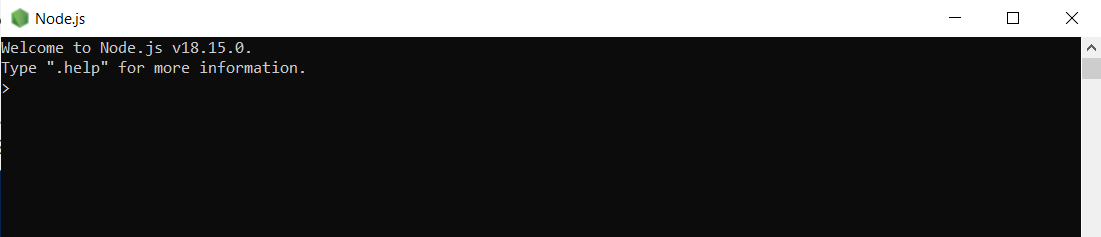 Node.js
Welcome to Node.js v18.15.0.
Type ".help" for more information.
>